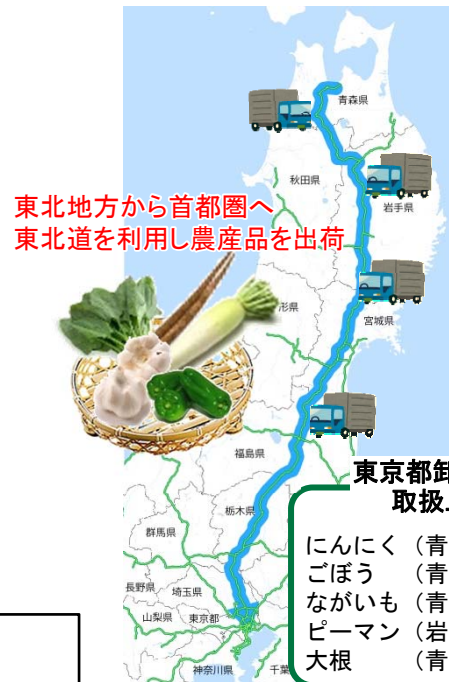 青森県
秋田県
岩手県
東北地方から首都圏へ
東北道を利用し農産品を出荷
形県
宮城県
福島県
栃木県
群馬県
長野県
埼玉県
山梨県
東京都
神奈川県
千葉
東京都卸
取扱
にんにく（青
ごぼう　（青
ながいも（青
ピーマン（岩
大根　　（青